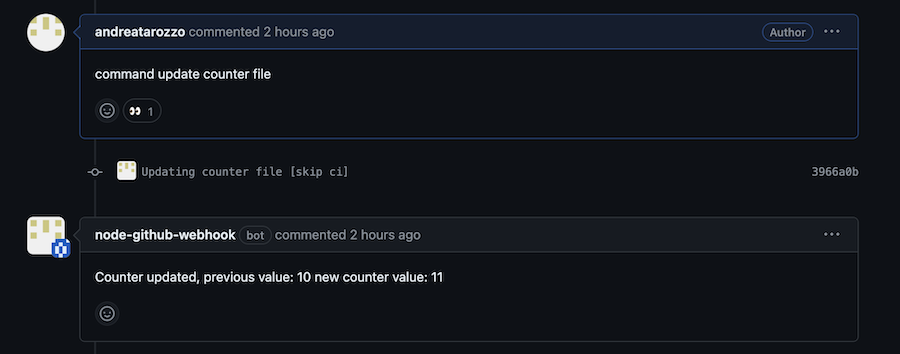 andreatarozzo commented 2 hours ago Author
command update counter file
1
Updating counter file [skip ci] 3966a0b
node-github-webhook bot commented 2 hours ago
Counter updated, previous value: 10 new counter value: 11